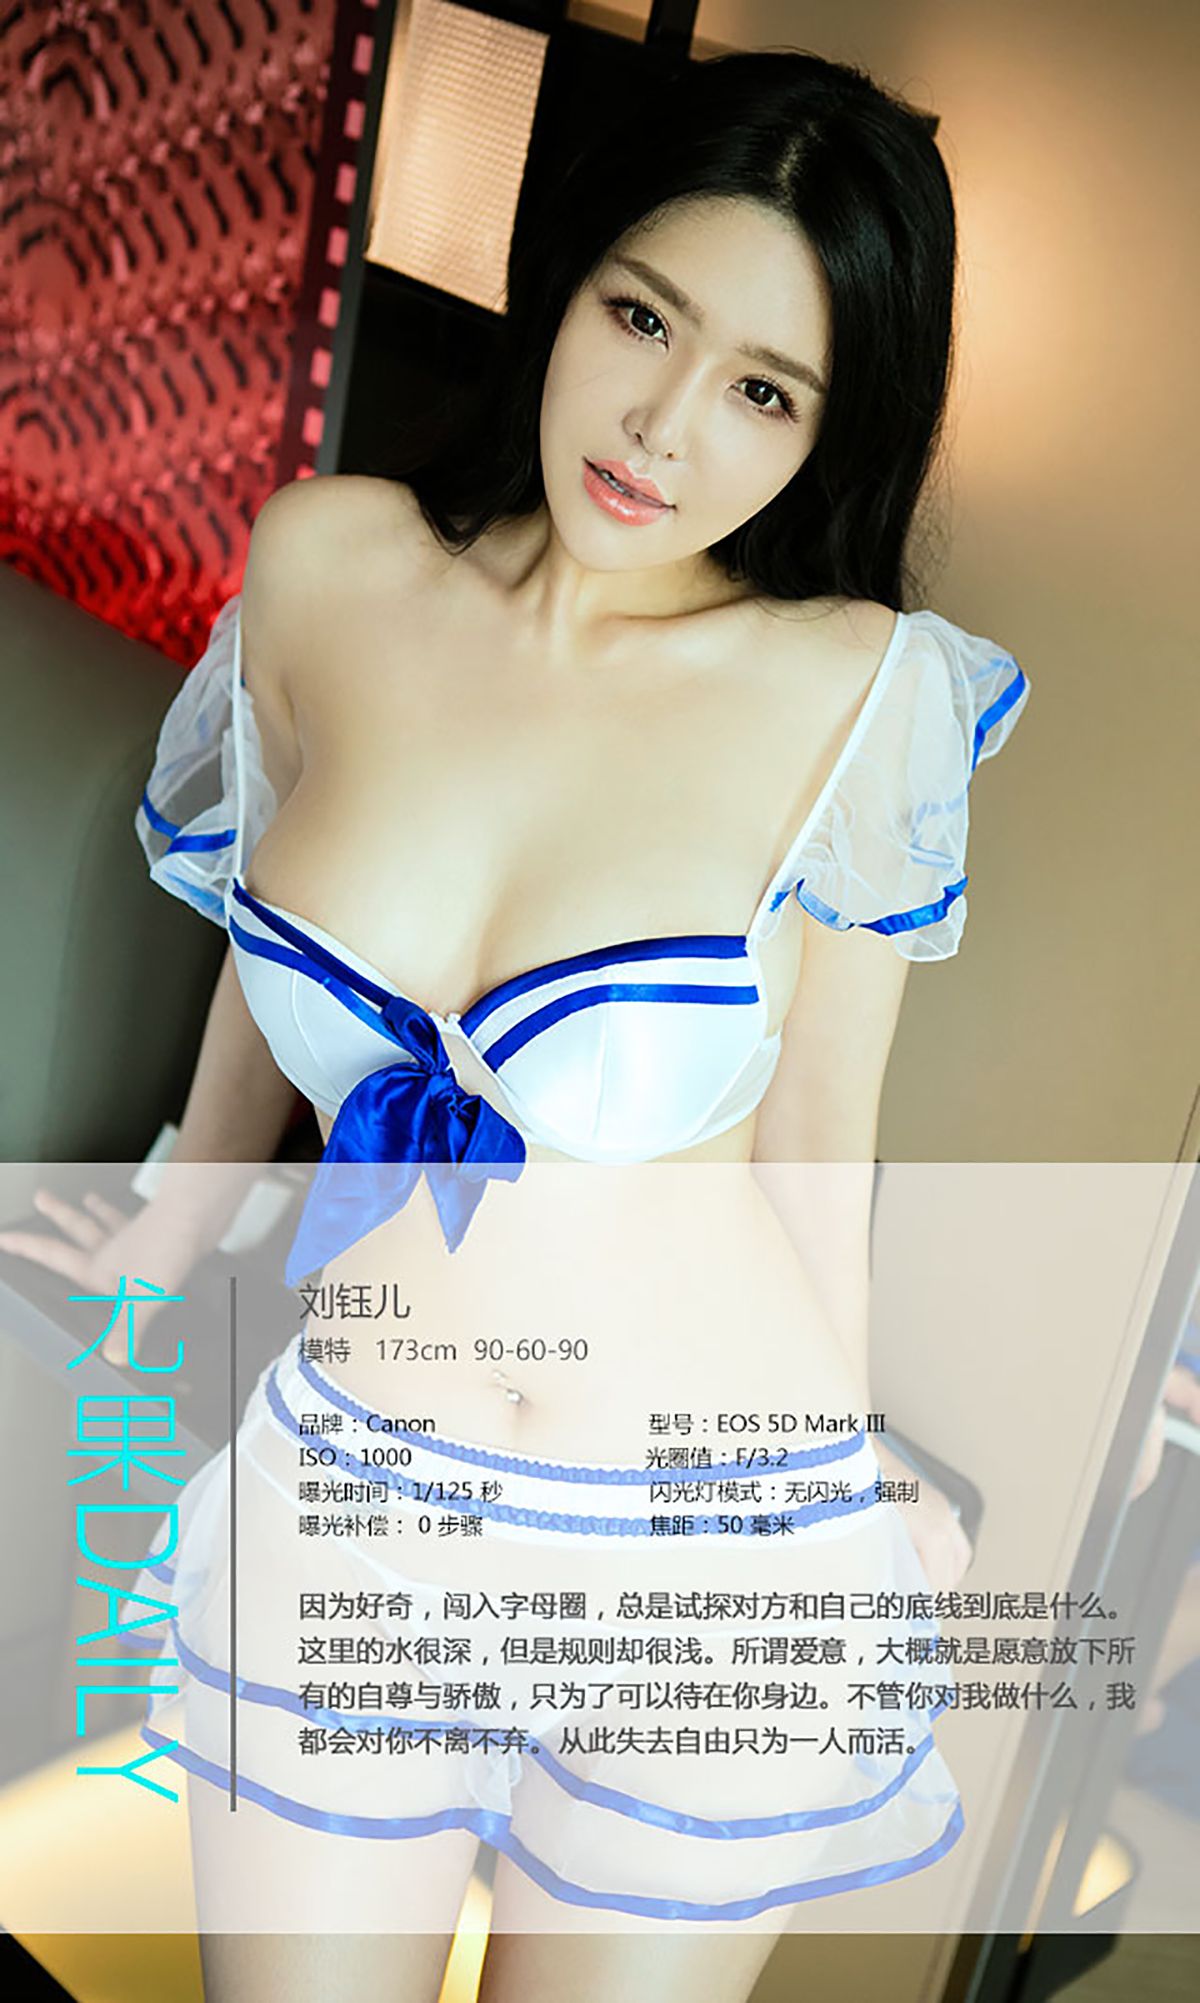 尤果DAILY
刘钰儿
模特 173cm 90-60-90
品牌：Canon 型号：EOS 5D Mark III
ISO：1000 光圈值：F/3.2
曝光时间：1/125 秒 闪光灯模式：无闪光，强制
曝光补偿： 0 步骤 焦距：50 毫米
因为好奇，闯入字母圈，总是试探对方和自己的底线到底是什么。
这里的水很深，但是规则却很浅。所谓爱意，大概就是愿意放下所
有的自尊与骄傲，只为了可以待在你身边。不管你对我做什么，我
都会对你不离不弃。从此失去自由只为一人而活。